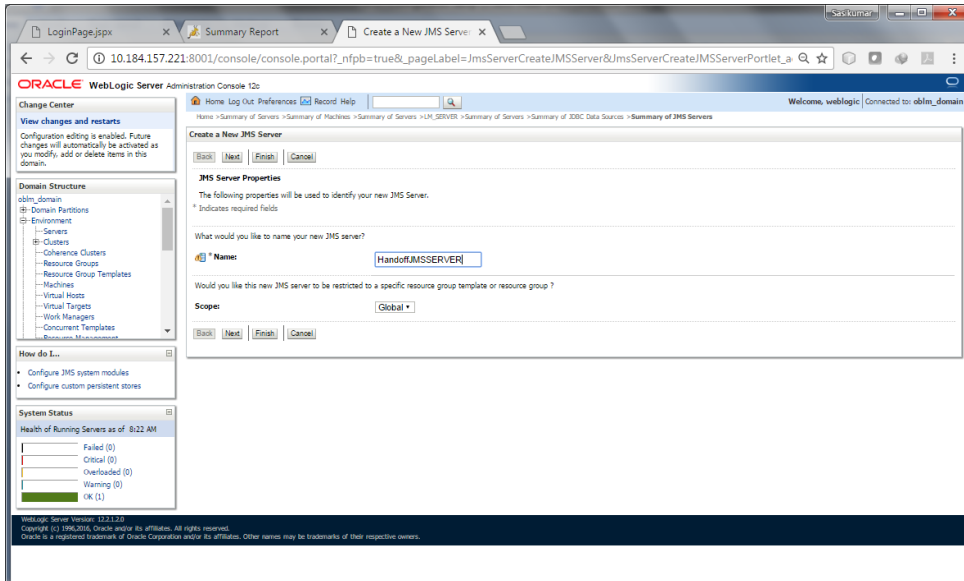 Sasikumar
LoginPage.jspx
Summary Report
Create a New JMS Server
10.184.157.221:8001/console/console.portal?_nfpb=true&_pageLabel=JmsServerCreateJMSServer&JmsServerCreateJMSServerPortlet_a
ORACLE WebLogic Server Administration Console 12c
Change Center
View changes and restarts
Configuration editing is enabled. Future
changes will automatically be activated as
you modify, add or delete items in this
domain.
Domain Structure
oblm_domain
Domain Partitions
Environment
Servers
Clusters
Coherence Clusters
Resource Groups
Resource Group Templates
Machines
Virtual Hosts
Virtual Targets
Work Managers
Concurrent Templates
Resource Management
How do I...
Configure JMS system modules
Configure custom persistent stores
System Status
Health of Running Servers as of 8:22 AM
Failed (0)
Critical (0)
Overloaded (0)
Warning (0)
OK (1)
Home Log Out Preferences Record Help
Welcome, weblogic Connected to: oblm_domain
Home >Summary of Servers >Summary of Machines >Summary of Servers >LM_SERVER >Summary of Servers >Summary of JDBC Data Sources >Summary of JMS Servers
Create a New JMS Server
Back Next Finish Cancel
JMS Server Properties
The following properties will be used to identify your new JMS Server.
* Indicates required fields
What would you like to name your new JMS server?
* Name: HandoffJMSSERVER
Would you like this new JMS server to be restricted to a specific resource group template or resource group ?
Scope: Global
Back Next Finish Cancel
WebLogic Server Version: 12.2.1.2.0
Copyright (c) 1996,2016, Oracle and/or its affiliates. All rights reserved.
Oracle is a registered trademark of Oracle Corporation and/or its affiliates. Other names may be trademarks of their respective owners.